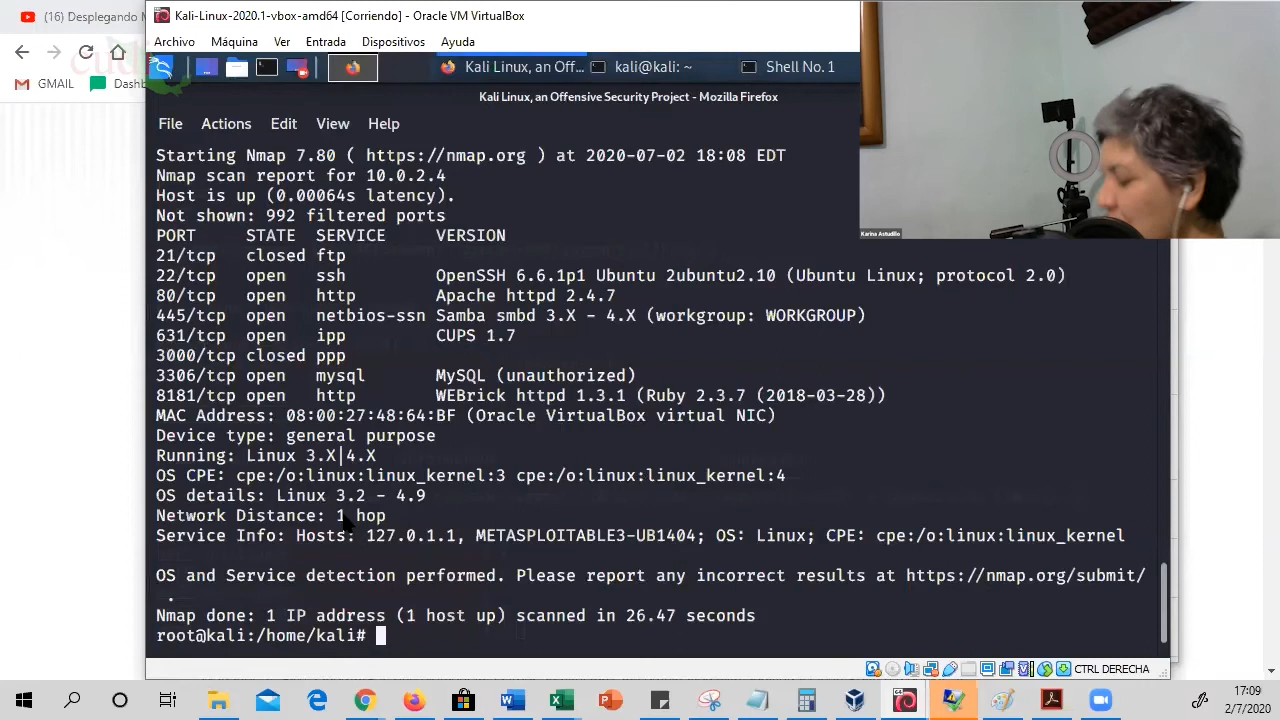 (16) Desplegando M
Kali-Linux-2020.1-vbox-amd64 [Corriendo] - Oracle VM VirtualBox
Archivo Máquina Ver Entrada Dispositivos Ayuda
Kali Linux, an Off... kali@kali: ~ Shell No. 1
GMAIL Dashb
Kali Linux, an Offensive Security Project - Mozilla Firefox
File Actions Edit View Help
Starting Nmap 7.80 ( https://nmap.org ) at 2020-07-02 18:08 EDT
Nmap scan report for 10.0.2.4
Host is up (0.00064s latency).
Not shown: 992 filtered ports
PORT STATE SERVICE VERSION
Karina Astudillo
21/tcp closed ftp
22/tcp open ssh OpenSSH 6.6.1p1 Ubuntu 2ubuntu2.10 (Ubuntu Linux; protocol 2.0)
80/tcp open http Apache httpd 2.4.7
445/tcp open netbios-ssn Samba smbd 3.X - 4.X (workgroup: WORKGROUP)
631/tcp open ipp CUPS 1.7
3000/tcp closed ppp
3306/tcp open mysql MySQL (unauthorized)
8181/tcp open http WEBrick httpd 1.3.1 (Ruby 2.3.7 (2018-03-28))
MAC Address: 08:00:27:48:64:BF (Oracle VirtualBox virtual NIC)
Device type: general purpose
Running: Linux 3.X|4.X
OS CPE: cpe:/o:linux:linux_kernel:3 cpe:/o:linux:linux_kernel:4
OS details: Linux 3.2 - 4.9
Network Distance: 1 hop
Service Info: Hosts: 127.0.1.1, METASPLOITABLE3-UB1404; OS: Linux; CPE: cpe:/o:linux:linux_kernel
OS and Service detection performed. Please report any incorrect results at https://nmap.org/submit/
.
Nmap done: 1 IP address (1 host up) scanned in 26.47 seconds
root@kali:/home/kali#
CTRL DERECHA
17:09
2/7/2020